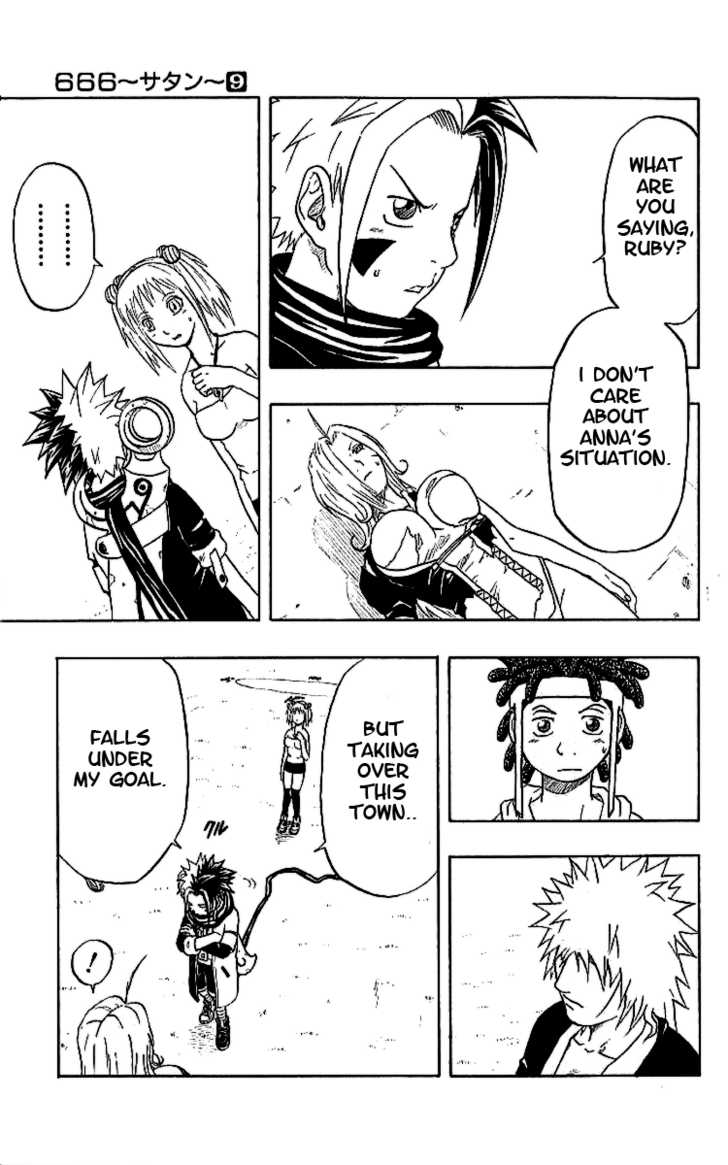 666～サタン～9
WHAT
ARE
YOU
SAYING,
RUBY?
I DON'T
CARE
ABOUT
ANNA'S
SITUATION.
………
………
BUT
TAKING
OVER
THIS
TOWN..
FALLS
UNDER
MY GOAL.
クル
!